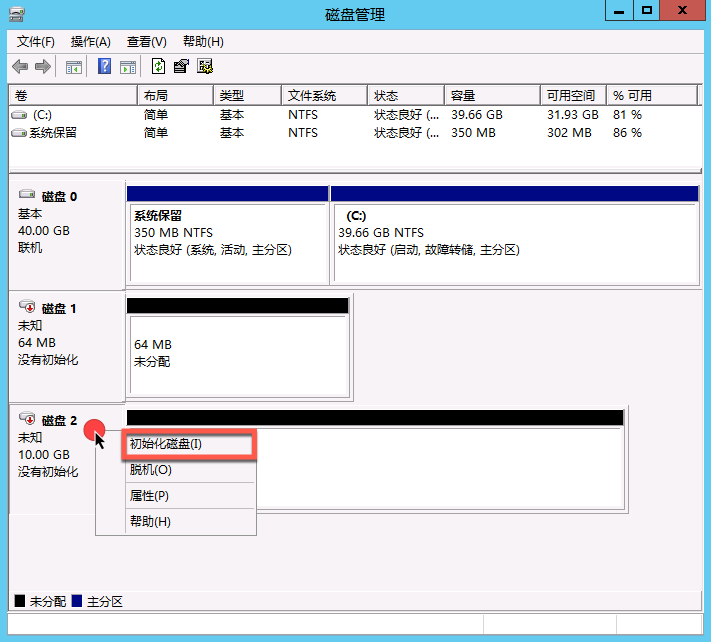 磁盘管理
文件(F) 操作(A) 查看(V) 帮助(H)
卷 布局 类型 文件系统 状态 容量 可用空间 % 可用
(C:) 简单 基本 NTFS 状态良好 (... 39.66 GB 31.93 GB 81 %
系统保留 简单 基本 NTFS 状态良好 (... 350 MB 302 MB 86 %
磁盘 0
基本
40.00 GB
联机
系统保留
350 MB NTFS
状态良好 (系统, 活动, 主分区)
(C:)
39.66 GB NTFS
状态良好 (启动, 故障转储, 主分区)
磁盘 1
未知
64 MB
没有初始化
64 MB
未分配
磁盘 2
未知
10.00 GB
没有初始化
初始化磁盘(I)
脱机(O)
属性(P)
帮助(H)
未分配 主分区